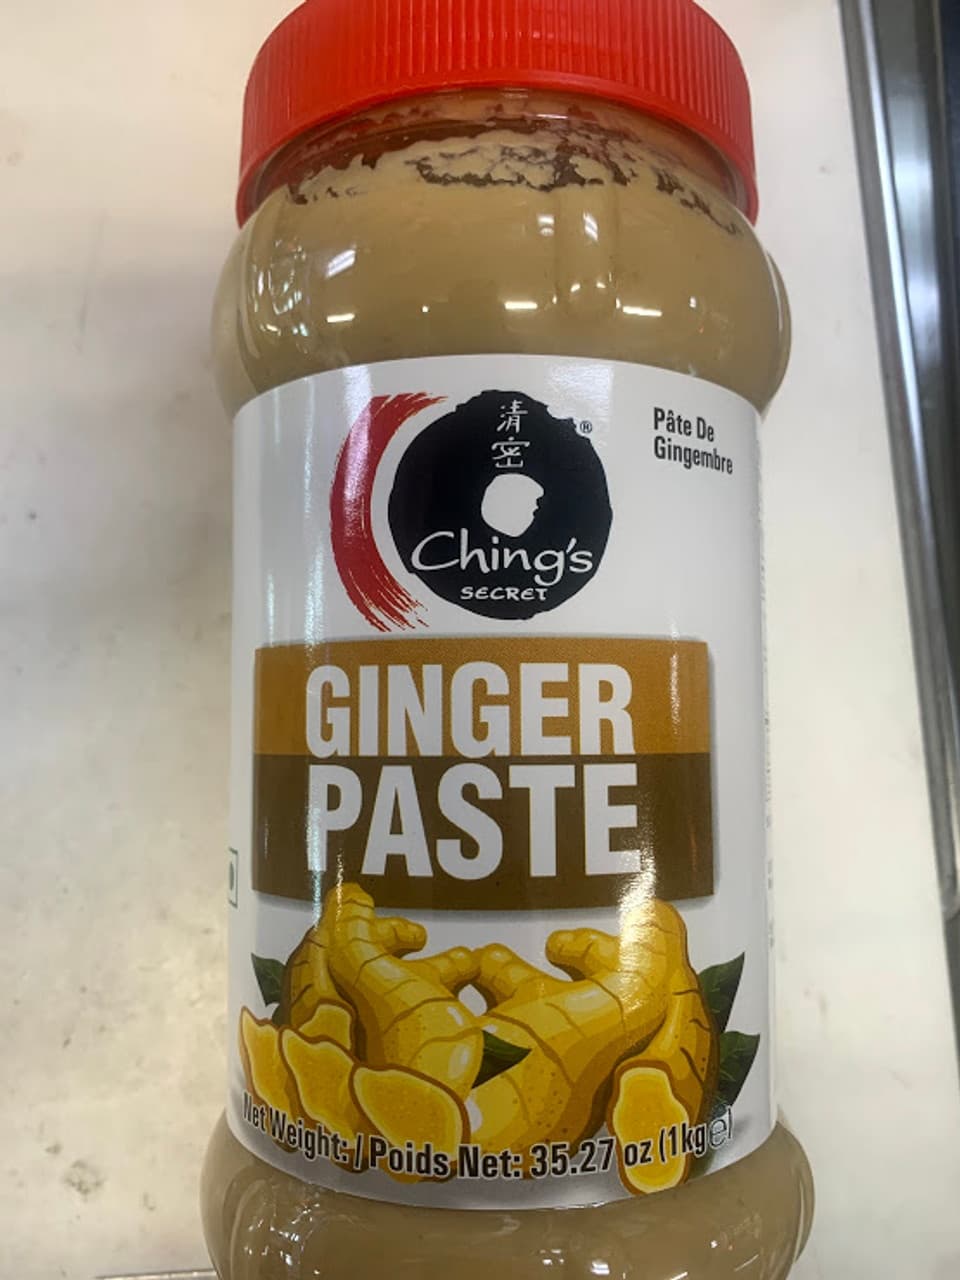 清
密
®
Ching's
SECRET
Pâte De
Gingembre
GINGER
PASTE
Net Weight: / Poids Net: 35.27 oz (1kg℮)